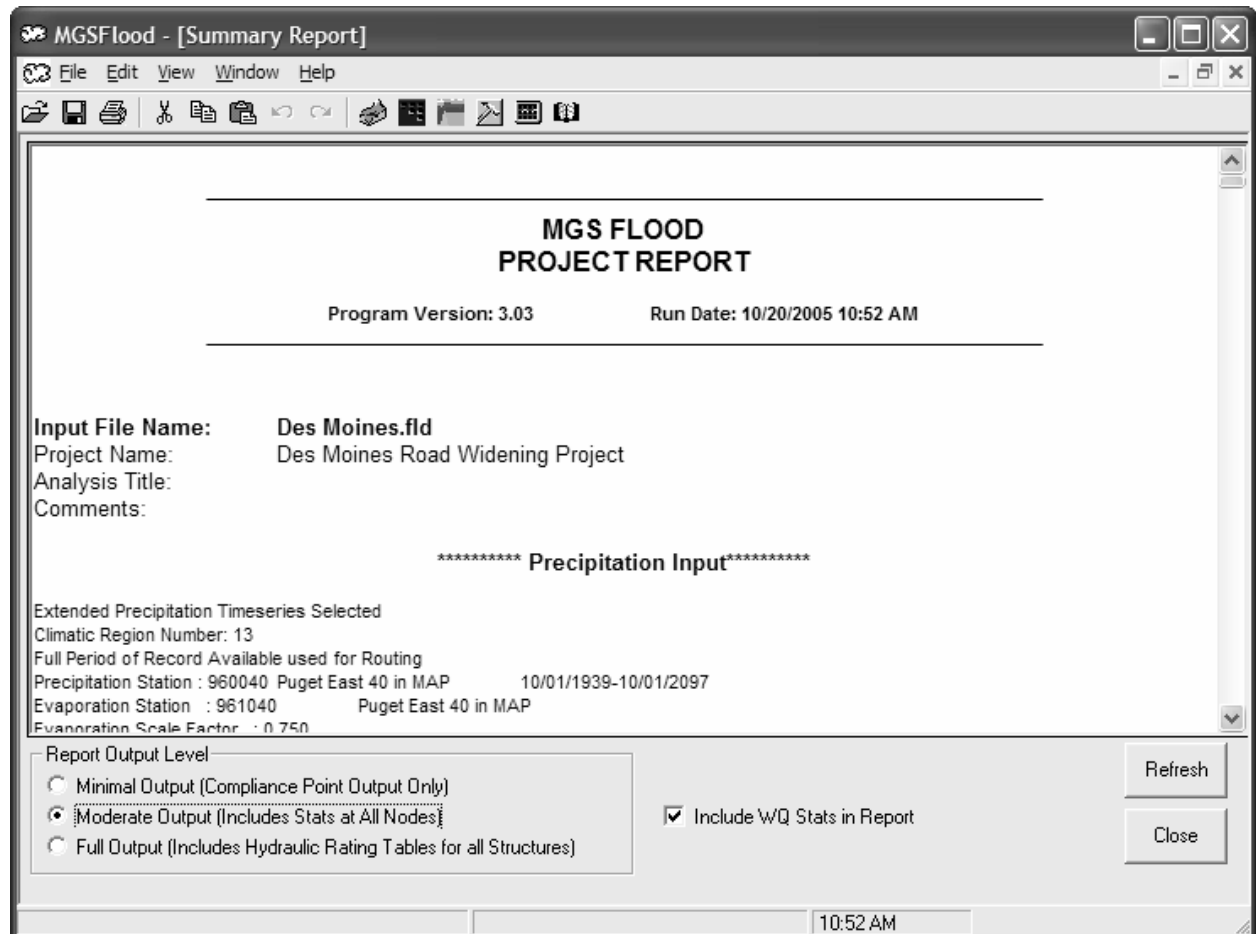 MGSFlood - [Summary Report]
File Edit View Window Help
MGS FLOOD
PROJECT REPORT
Program Version: 3.03 Run Date: 10/20/2005 10:52 AM
Input File Name: Des Moines.fld
Project Name: Des Moines Road Widening Project
Analysis Title:
Comments:
********** Precipitation Input**********
Extended Precipitation Timeseries Selected
Climatic Region Number: 13
Full Period of Record Available used for Routing
Precipitation Station : 960040 Puget East 40 in MAP 10/01/1939-10/01/2097
Evaporation Station : 961040 Puget East 40 in MAP
Evaporation Scale Factor : 0.750
Report Output Level
Minimal Output (Compliance Point Output Only)
Moderate Output (Includes Stats at All Nodes)
Full Output (Includes Hydraulic Rating Tables for all Structures)
Include WQ Stats in Report
Refresh
Close
10:52 AM